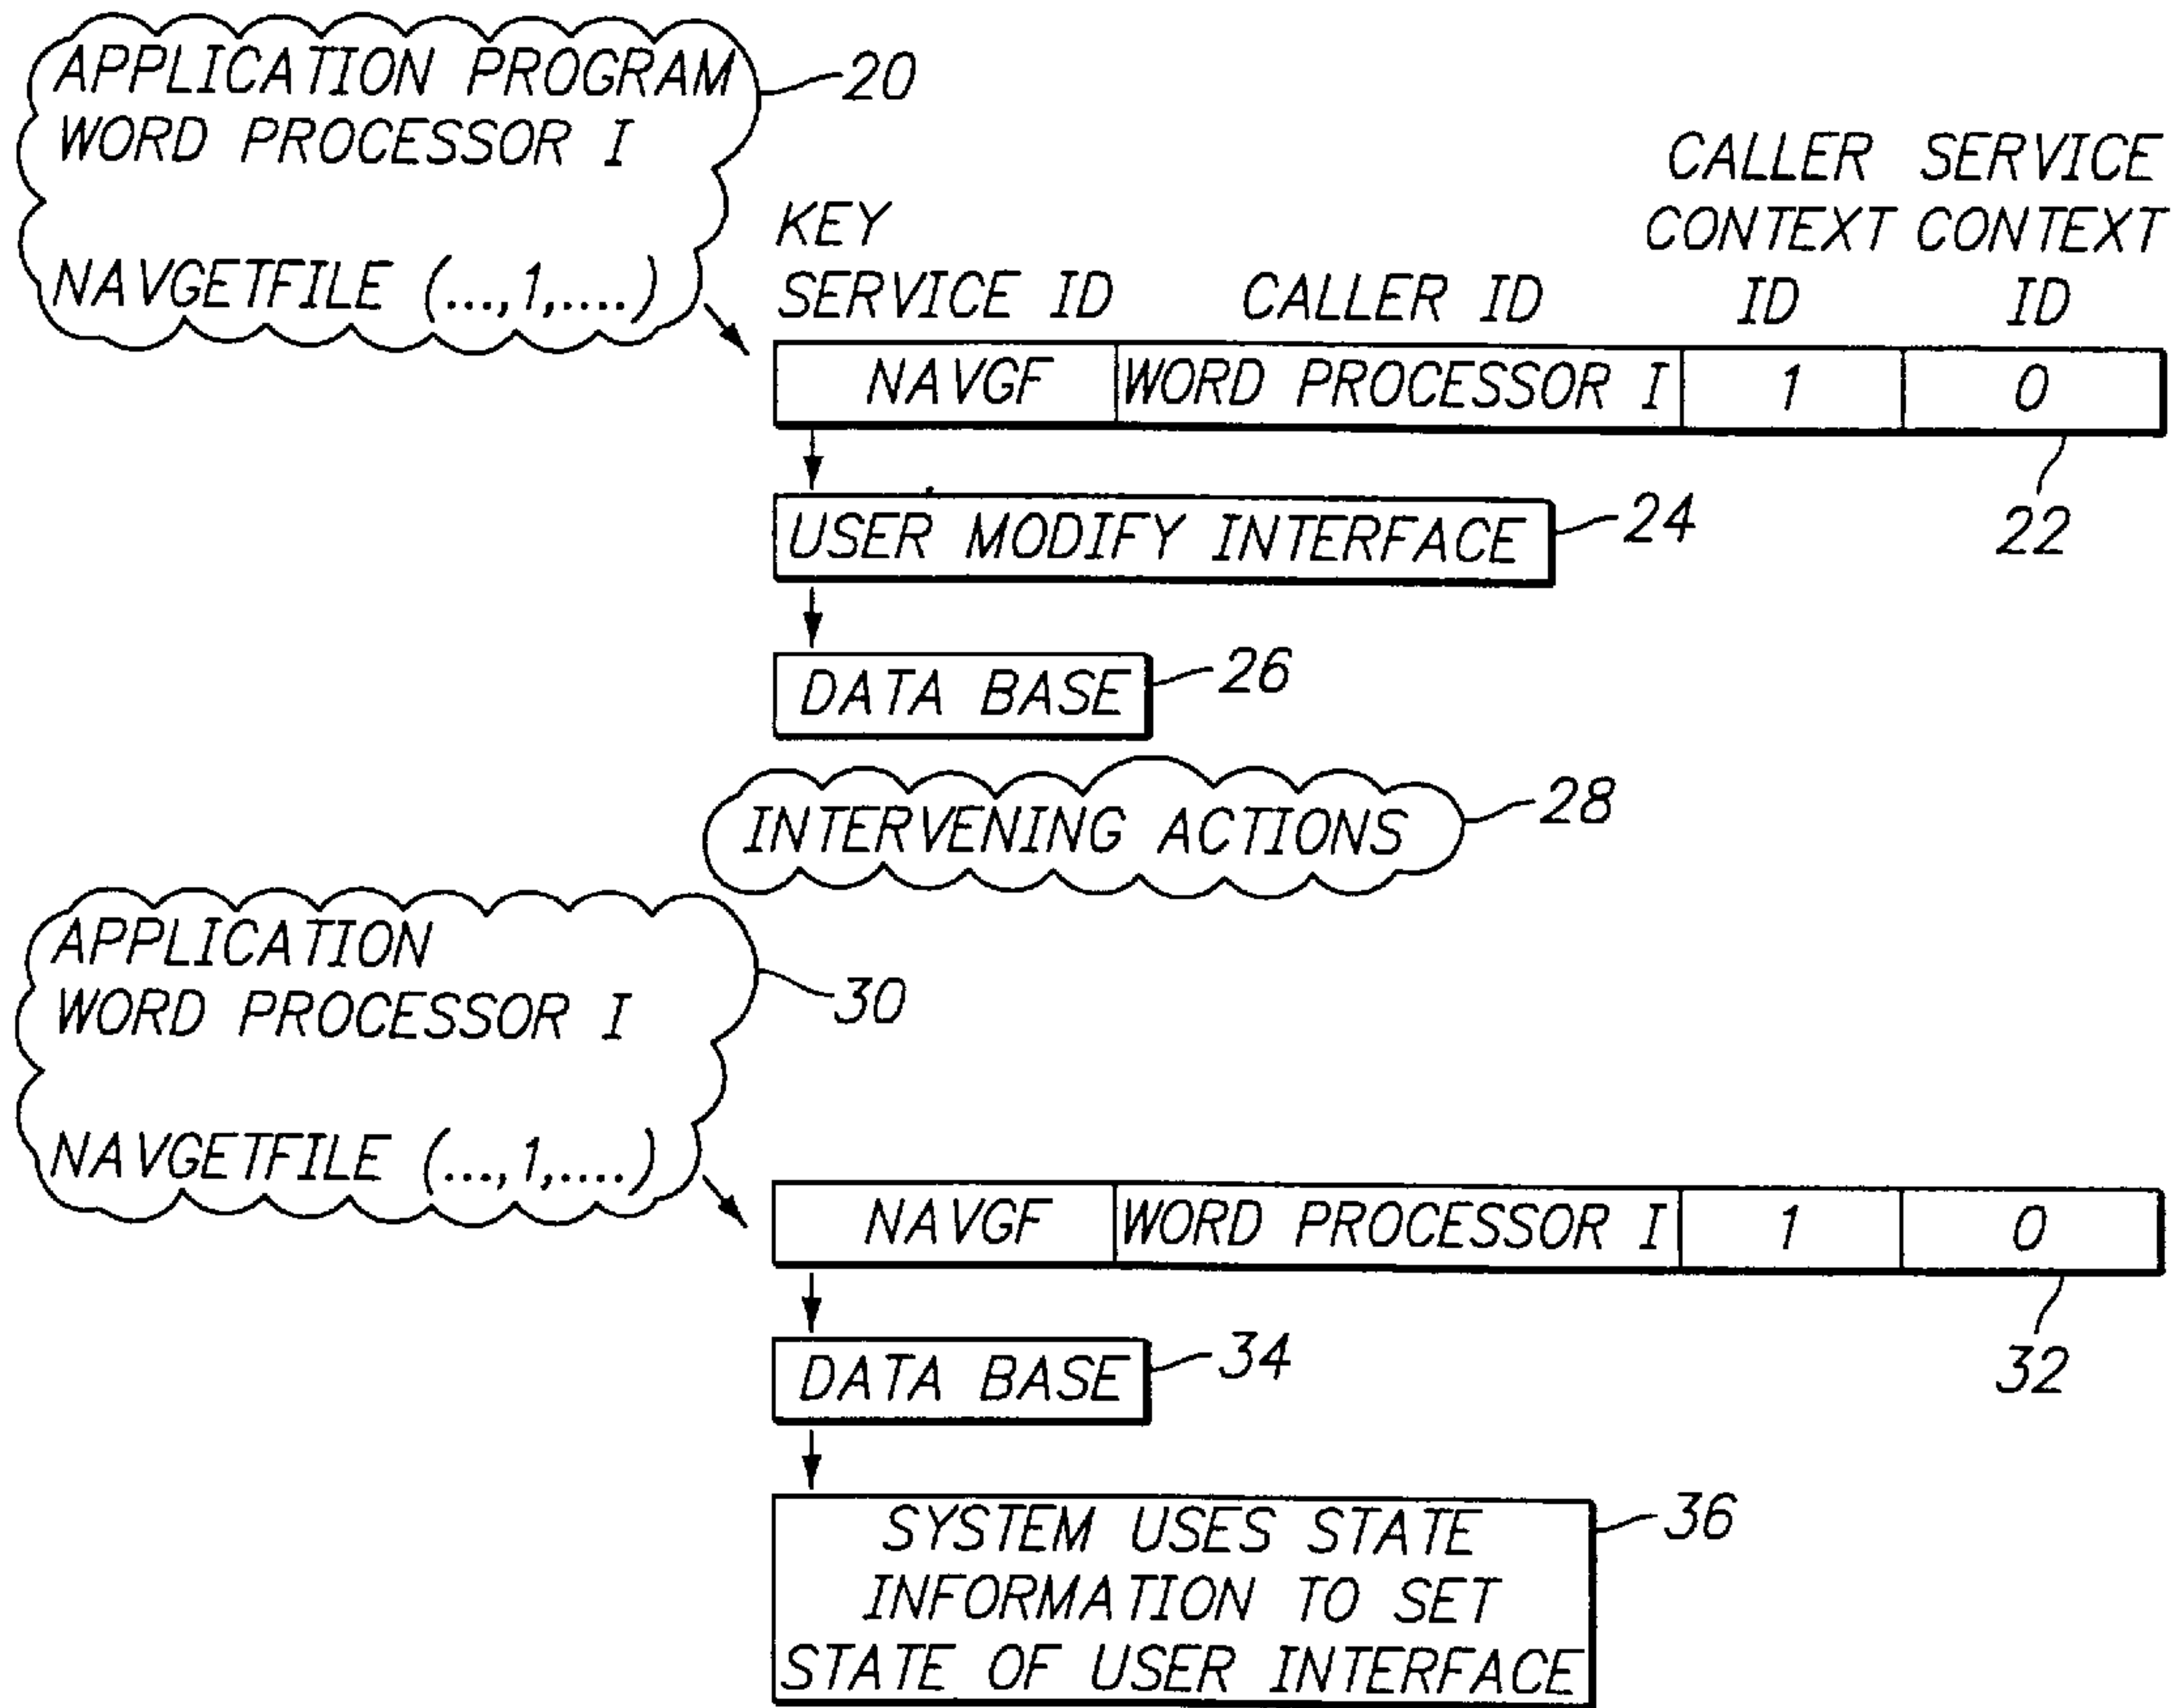 APPLICATION PROGRAM
WORD PROCESSOR I
NAVGETFILE (...,1,....)
20
KEY
SERVICE ID
CALLER ID
CALLER
CONTEXT
ID
SERVICE
CONTEXT
ID
NAVGF WORD PROCESSOR I 1 0
22
USER MODIFY INTERFACE
24
DATA BASE
26
INTERVENING ACTIONS
28
APPLICATION
WORD PROCESSOR I
NAVGETFILE (...,1,....)
30
NAVGF WORD PROCESSOR I 1 0
32
DATA BASE
34
SYSTEM USES STATE
INFORMATION TO SET
STATE OF USER INTERFACE
36